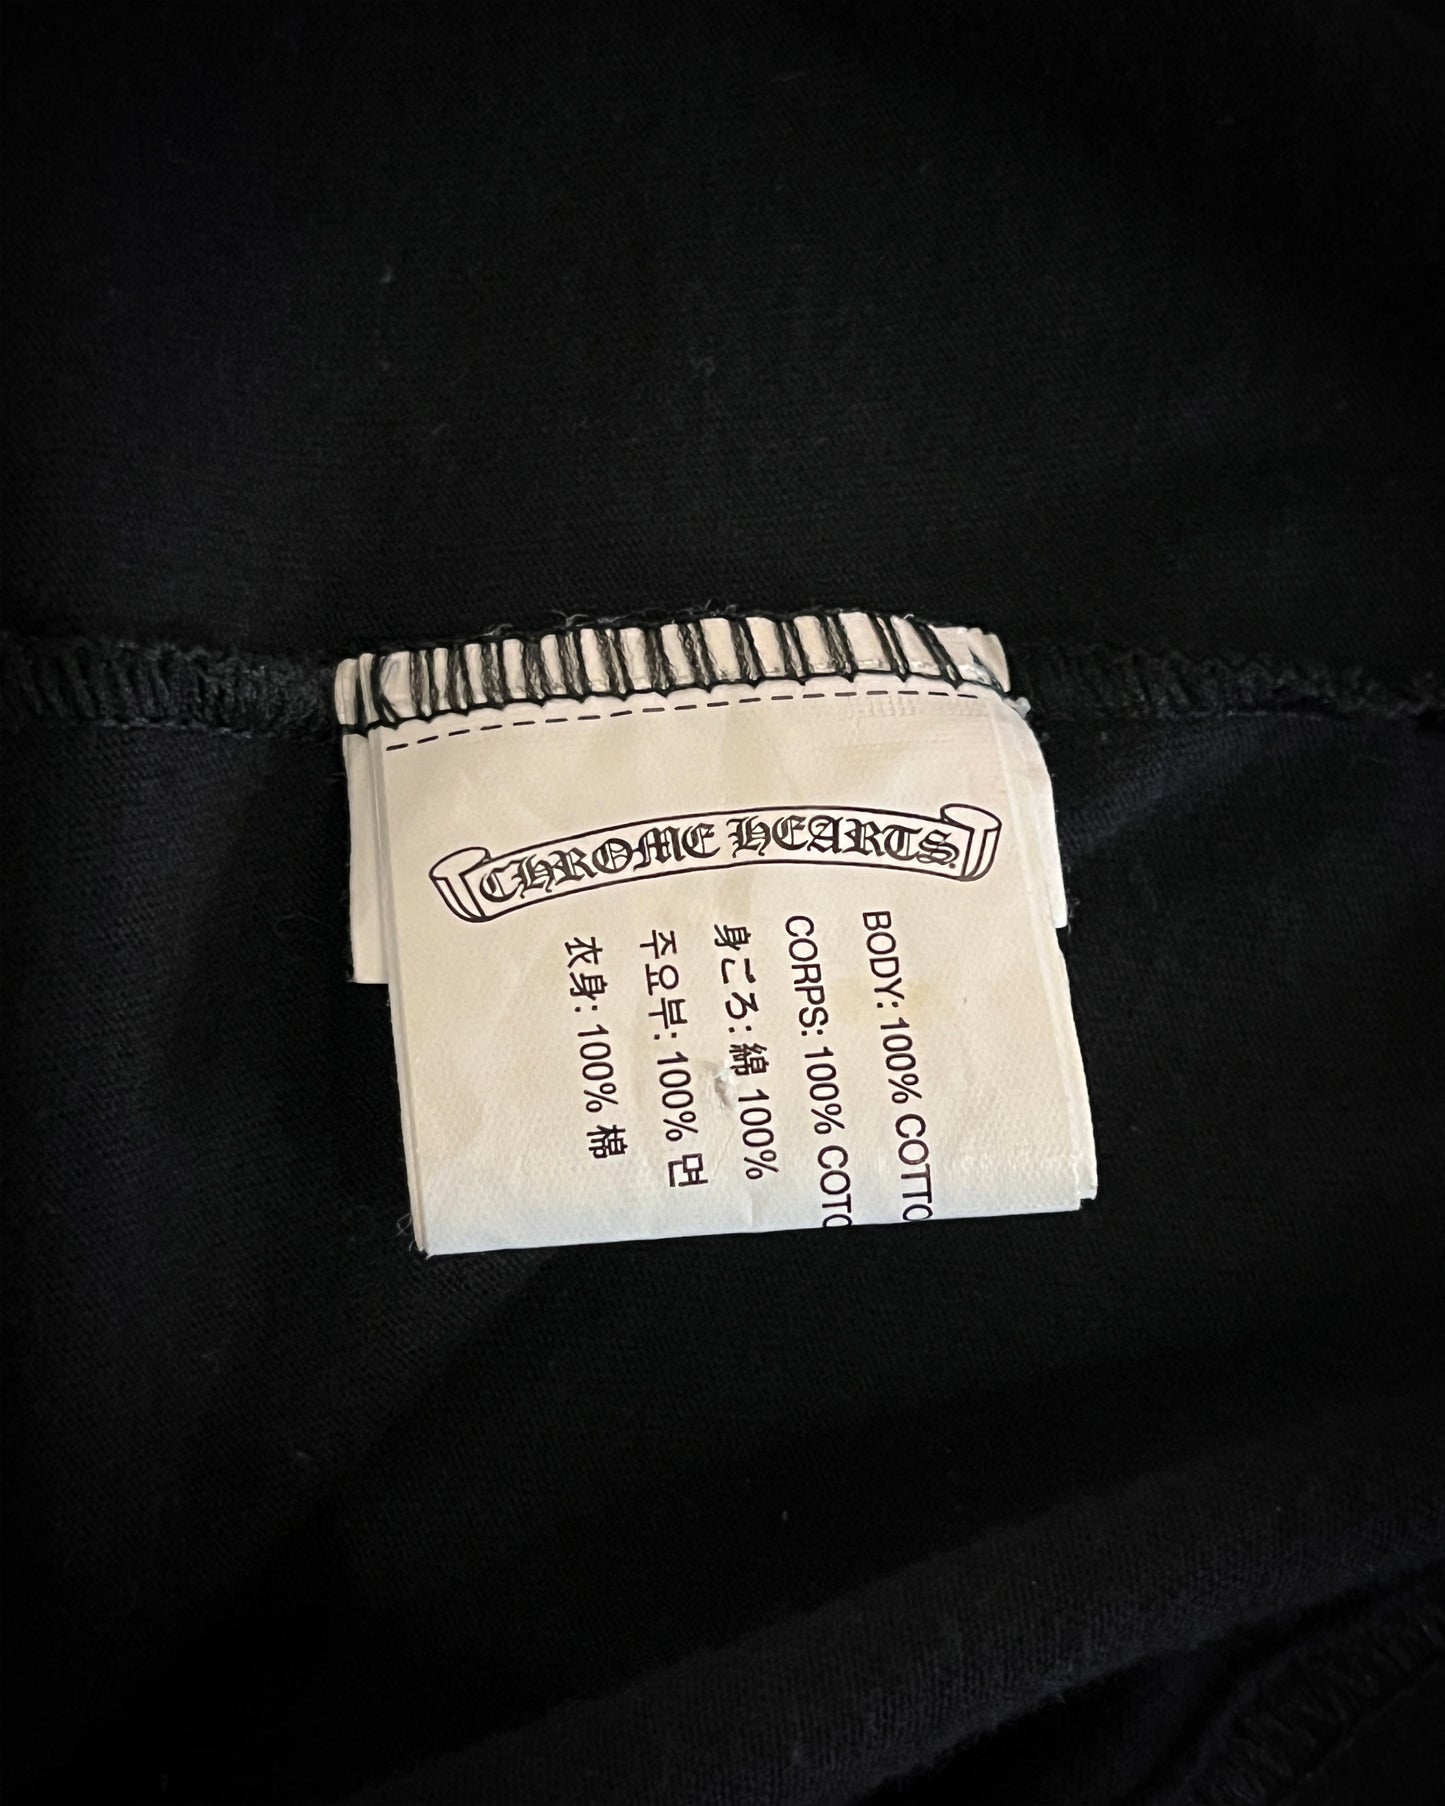 CHROME HEARTS
BODY: 100% COTTO
CORPS: 100% COTO
身ごろ: 綿 100%
주요부: 100% 면
衣身: 100% 棉